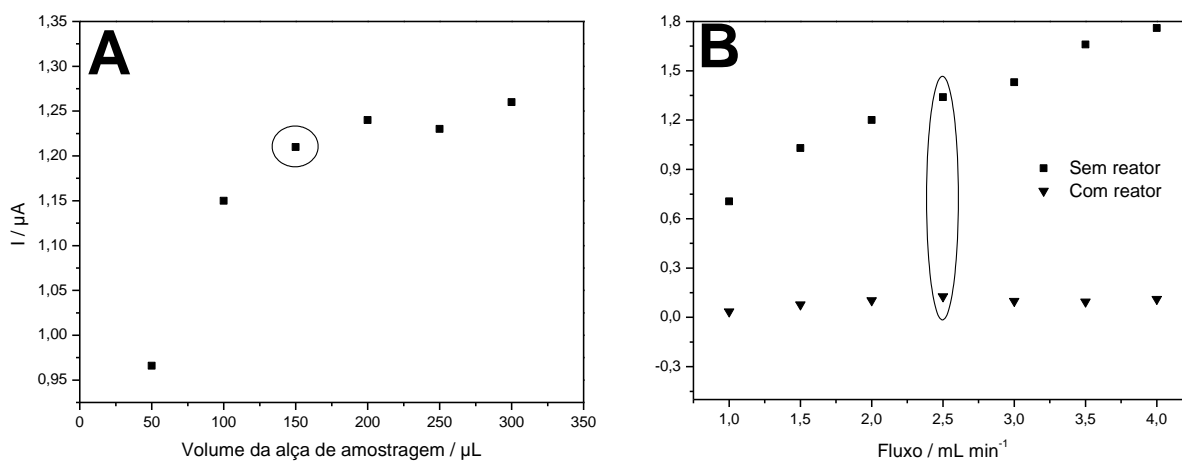 A
1,35
1,30
1,25
1,20
1,15
1,10
1,05
1,00
0,95
I / µA
0 50 100 150 200 250 300 350
Volume da alça de amostragem / µL
B
1,8
1,5
1,2
0,9
0,6
0,3
0,0
-0,3
Sem reator
Com reator
1,0 1,5 2,0 2,5 3,0 3,5 4,0
Fluxo / mL min⁻¹